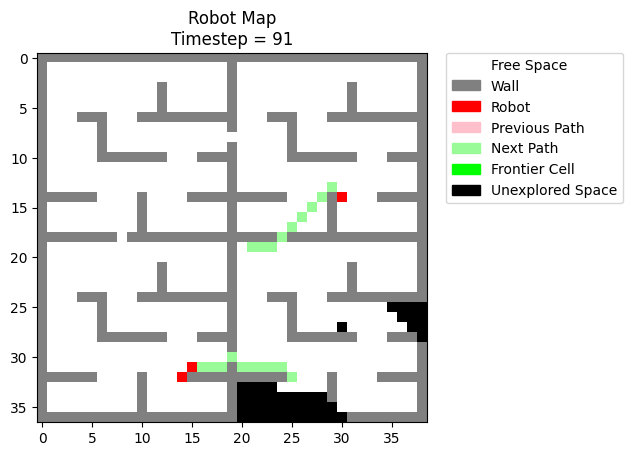 Robot Map
Timestep = 91
0
5
10
15
20
25
30
35
0
5
10
15
20
25
30
35
Free Space
Wall
Robot
Previous Path
Next Path
Frontier Cell
Unexplored Space